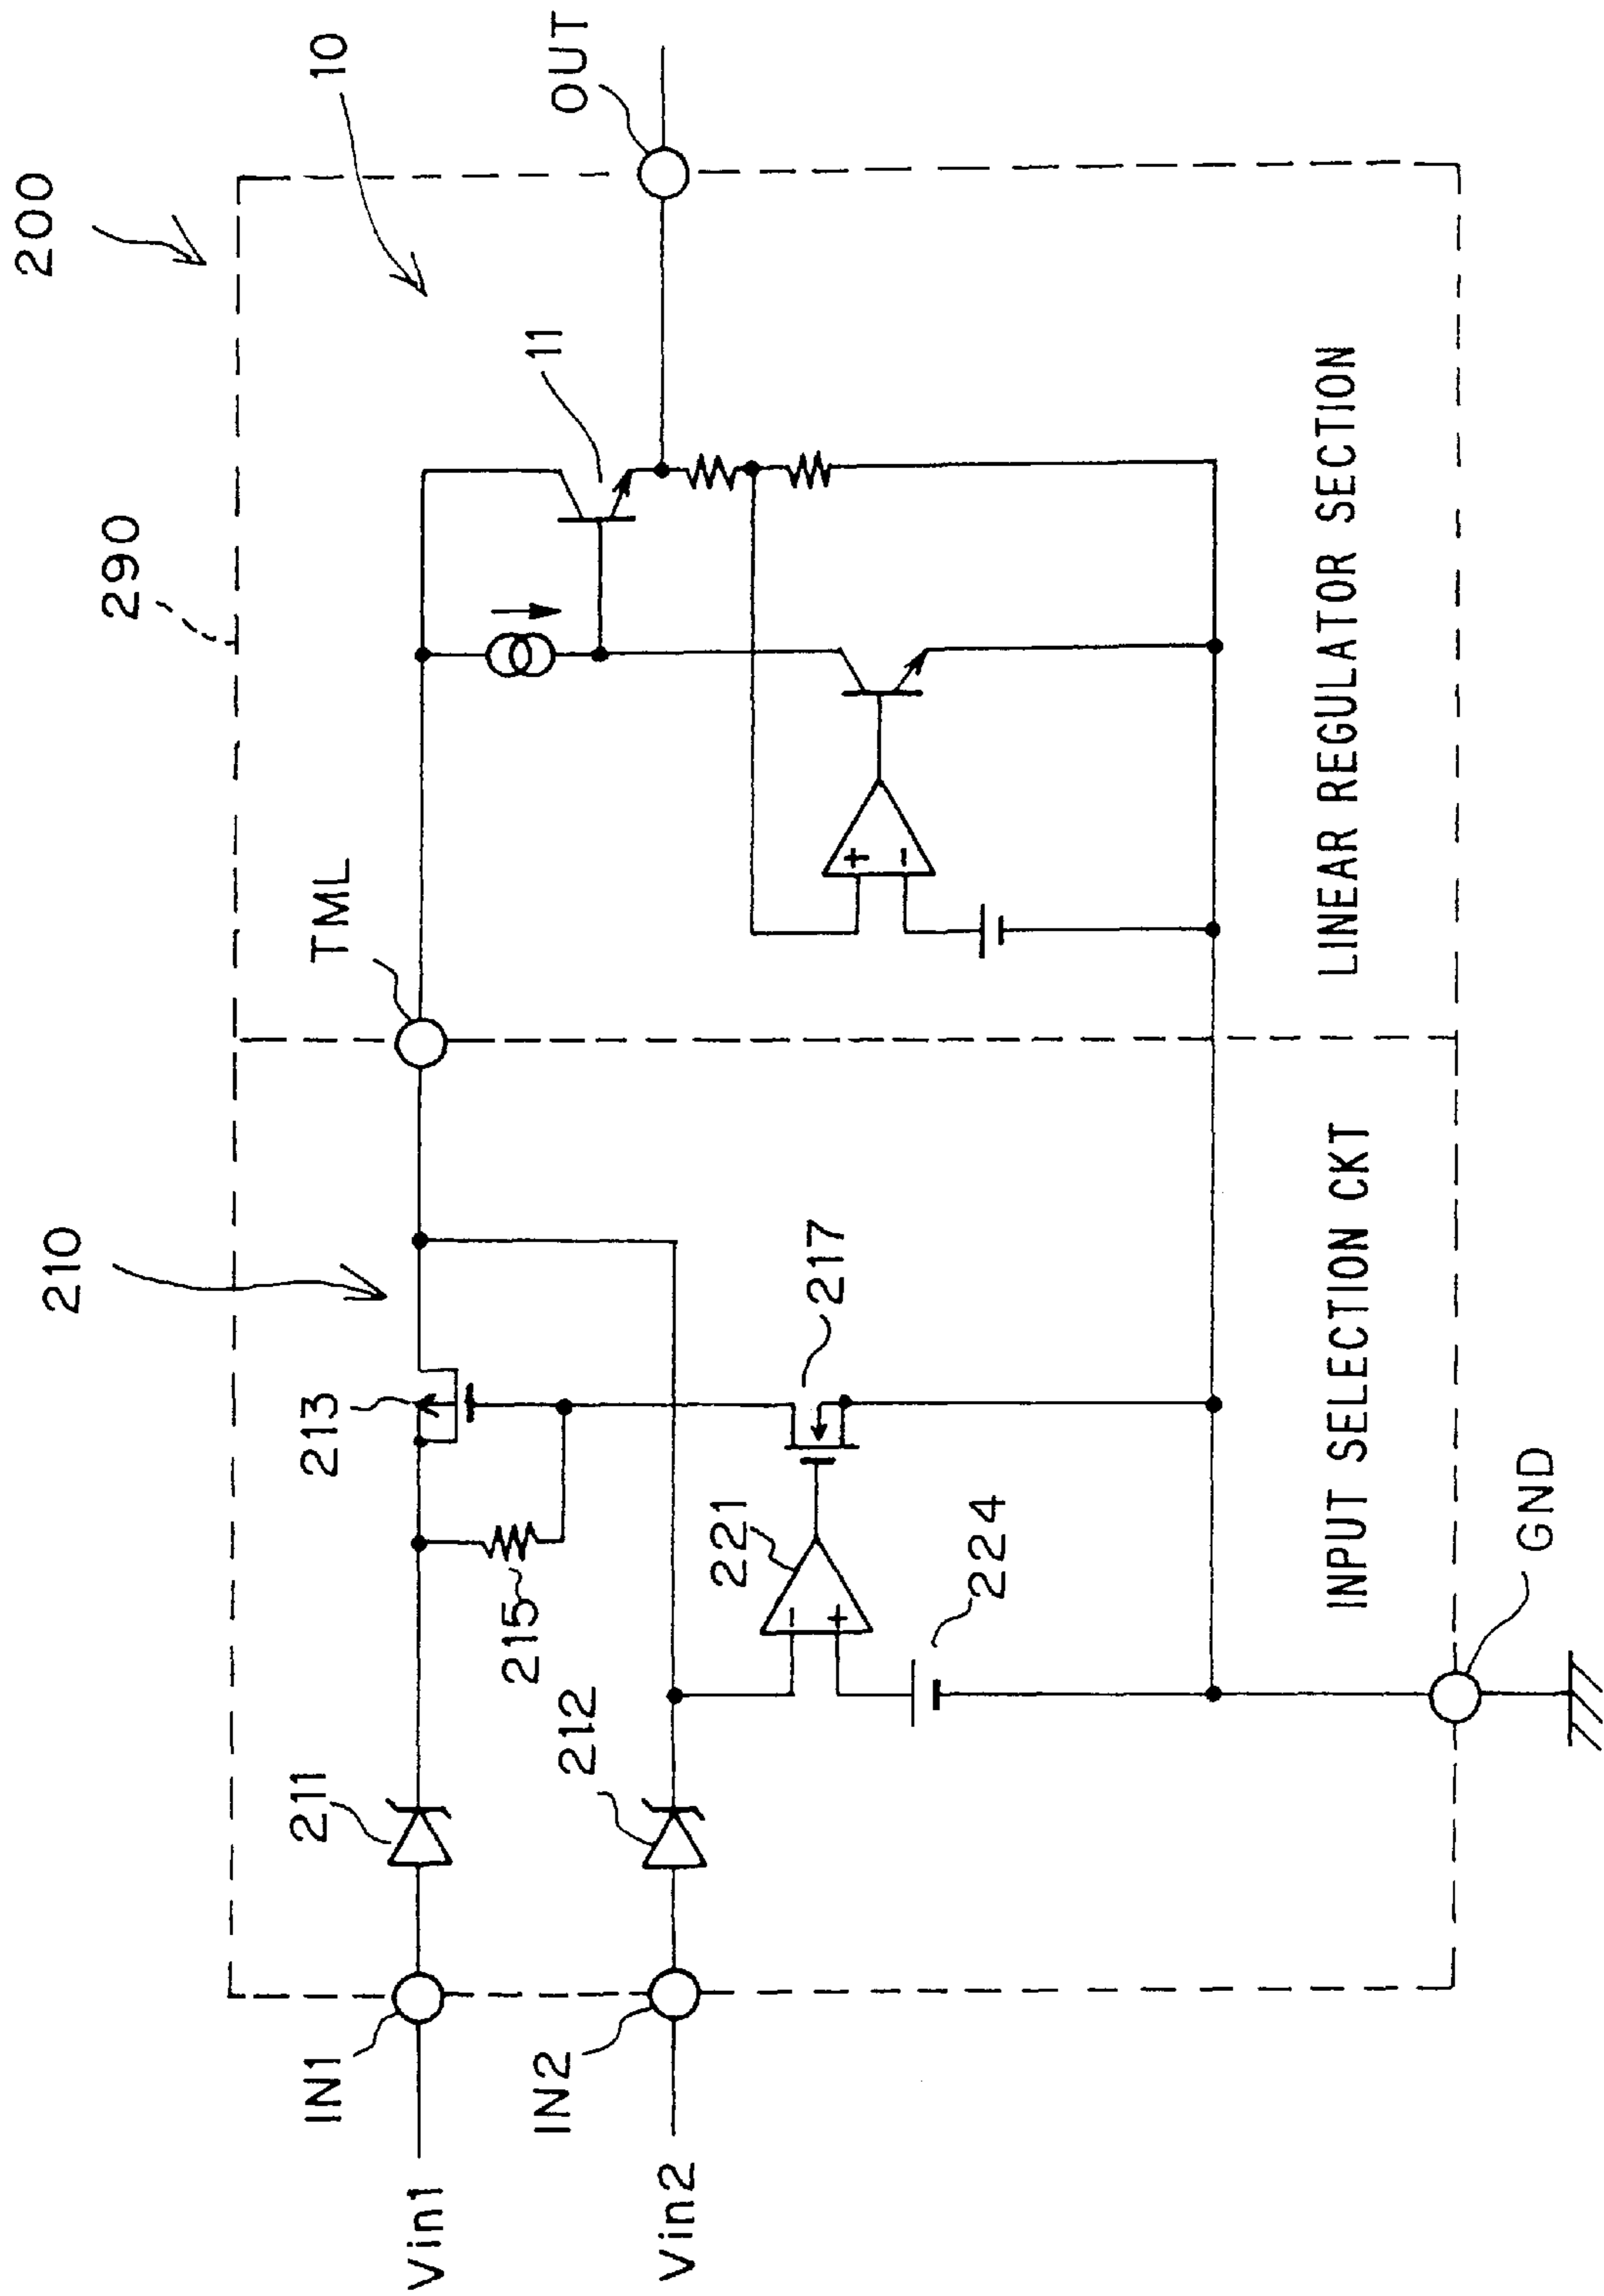 200
290
10
210
TML
11
OUT
213
211
215
IN1
Vin1
212
IN2
Vin2
221
217
224
INPUT SELECTION CKT
LINEAR REGULATOR SECTION
GND
+
−
−
+